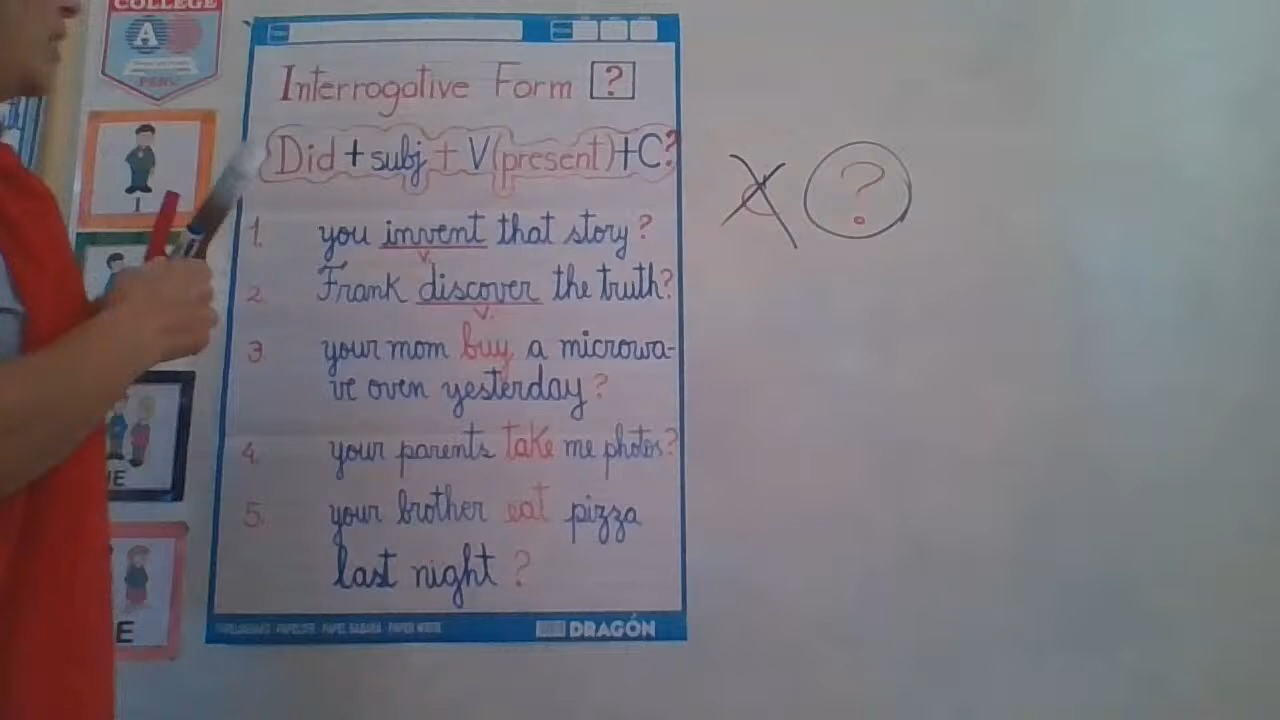 COLLEGE
A
PERÚ
I
Interrogative Form ?
Did + subj + V(present) + C?
1. you invent that story?
v.
2. Frank discover the truth?
v.
3. your mom buy a microwa-
ve oven yesterday?
4. your parents take me photos?
5. your brother eat pizza
last night ?
?
E
E
DRAGÓN